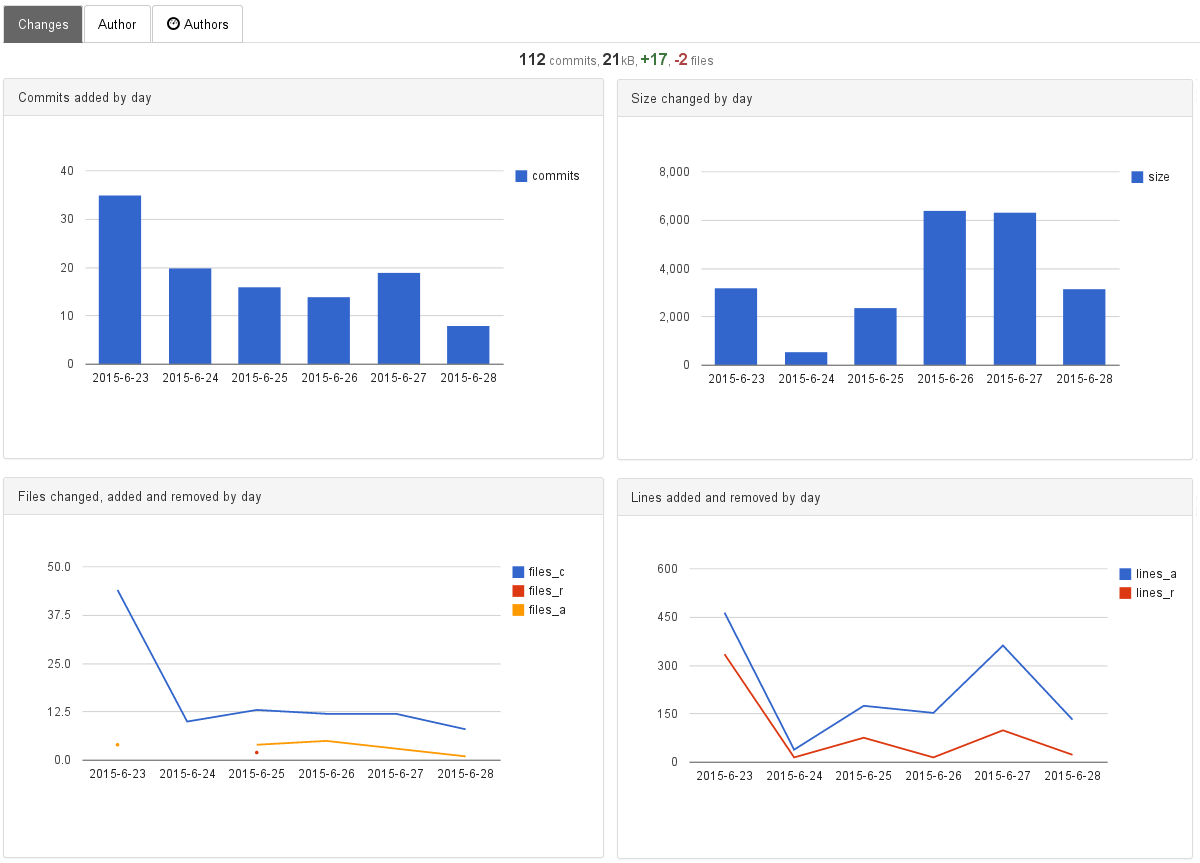 Changes
Author
Authors
112 commits, 21kB, +17, -2 files
Commits added by day
40
30
20
10
0
2015-6-23 2015-6-24 2015-6-25 2015-6-26 2015-6-27 2015-6-28
commits
Size changed by day
8,000
6,000
4,000
2,000
0
2015-6-23 2015-6-24 2015-6-25 2015-6-26 2015-6-27 2015-6-28
size
Files changed, added and removed by day
50.0
37.5
25.0
12.5
0.0
2015-6-23 2015-6-24 2015-6-25 2015-6-26 2015-6-27 2015-6-28
files_c
files_r
files_a
Lines added and removed by day
600
450
300
150
0
2015-6-23 2015-6-24 2015-6-25 2015-6-26 2015-6-27 2015-6-28
lines_a
lines_r